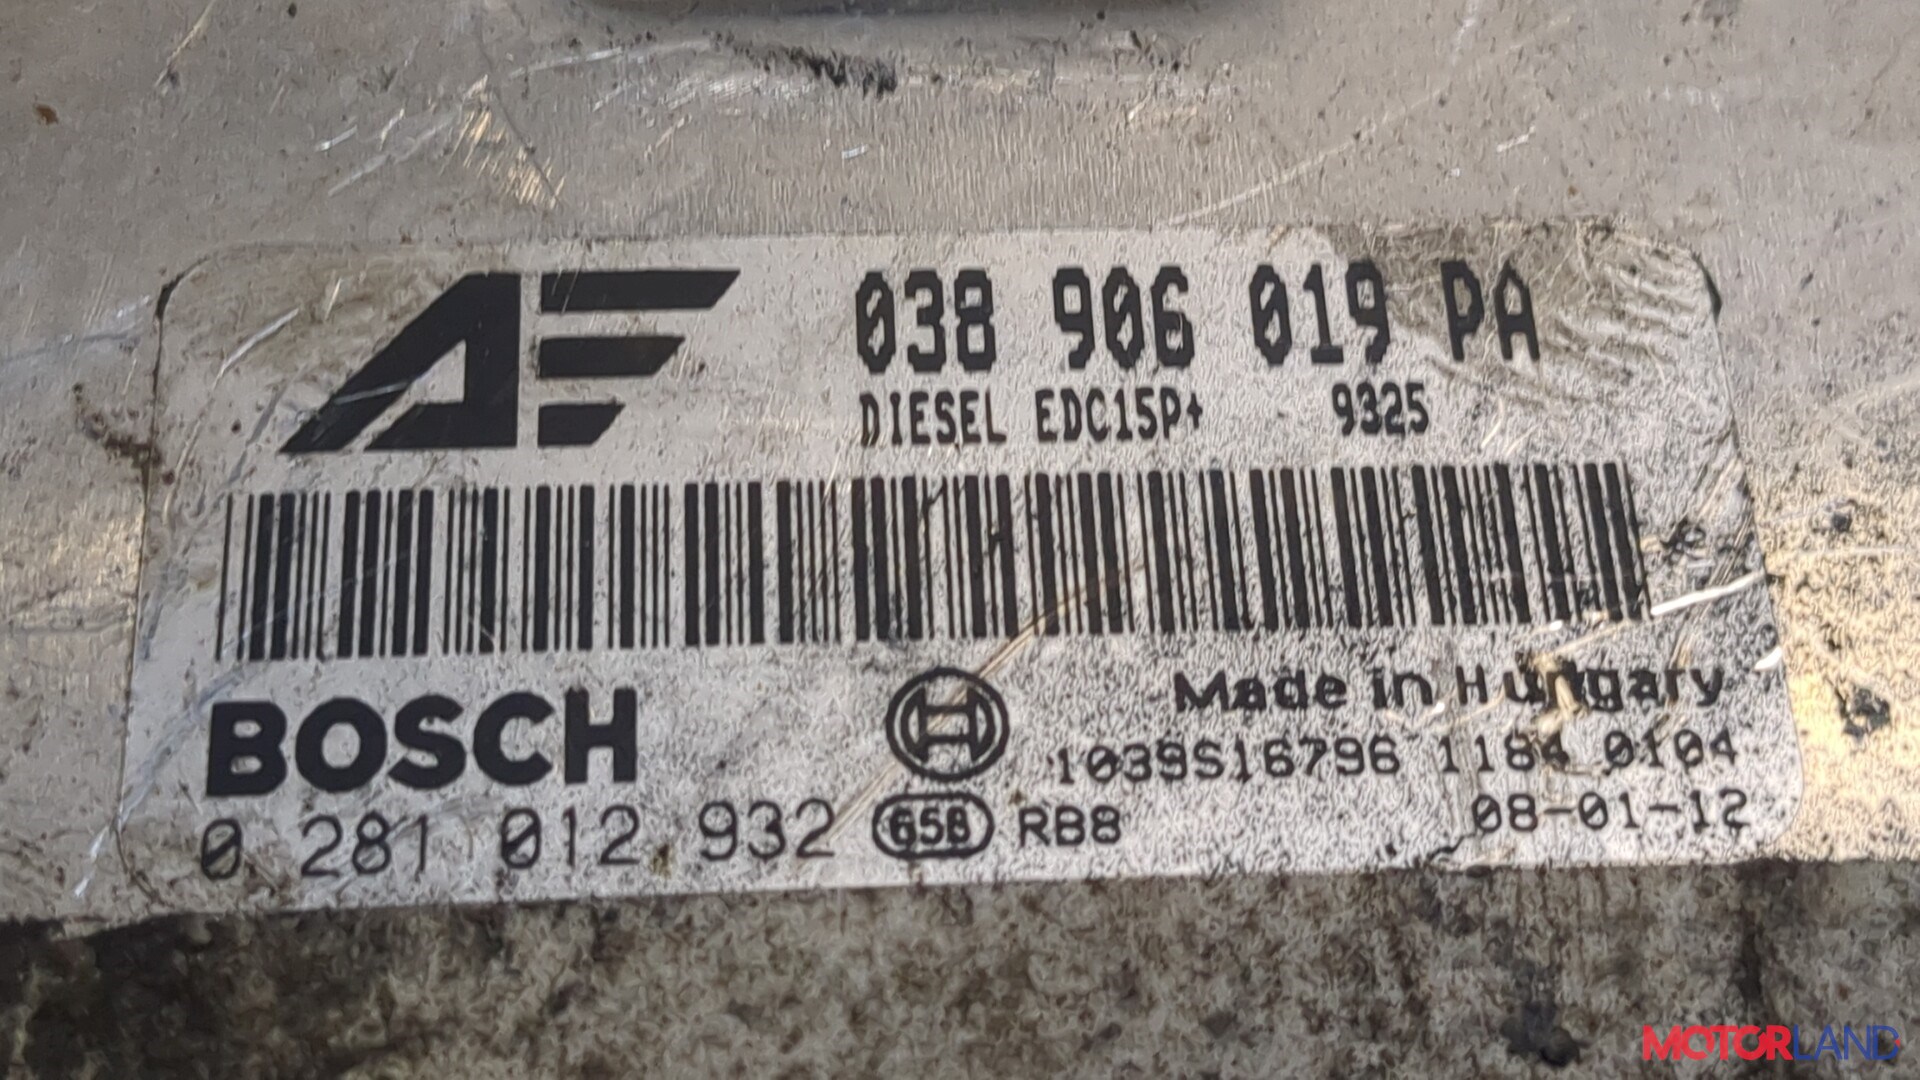 AF 038 906 019 PA
DIESEL EDC15P+ 9325
BOSCH
Made in Hungary
1039S16796 1184 0104
0 281 012 932 658 RB8 08-01-12
MOTORLAND